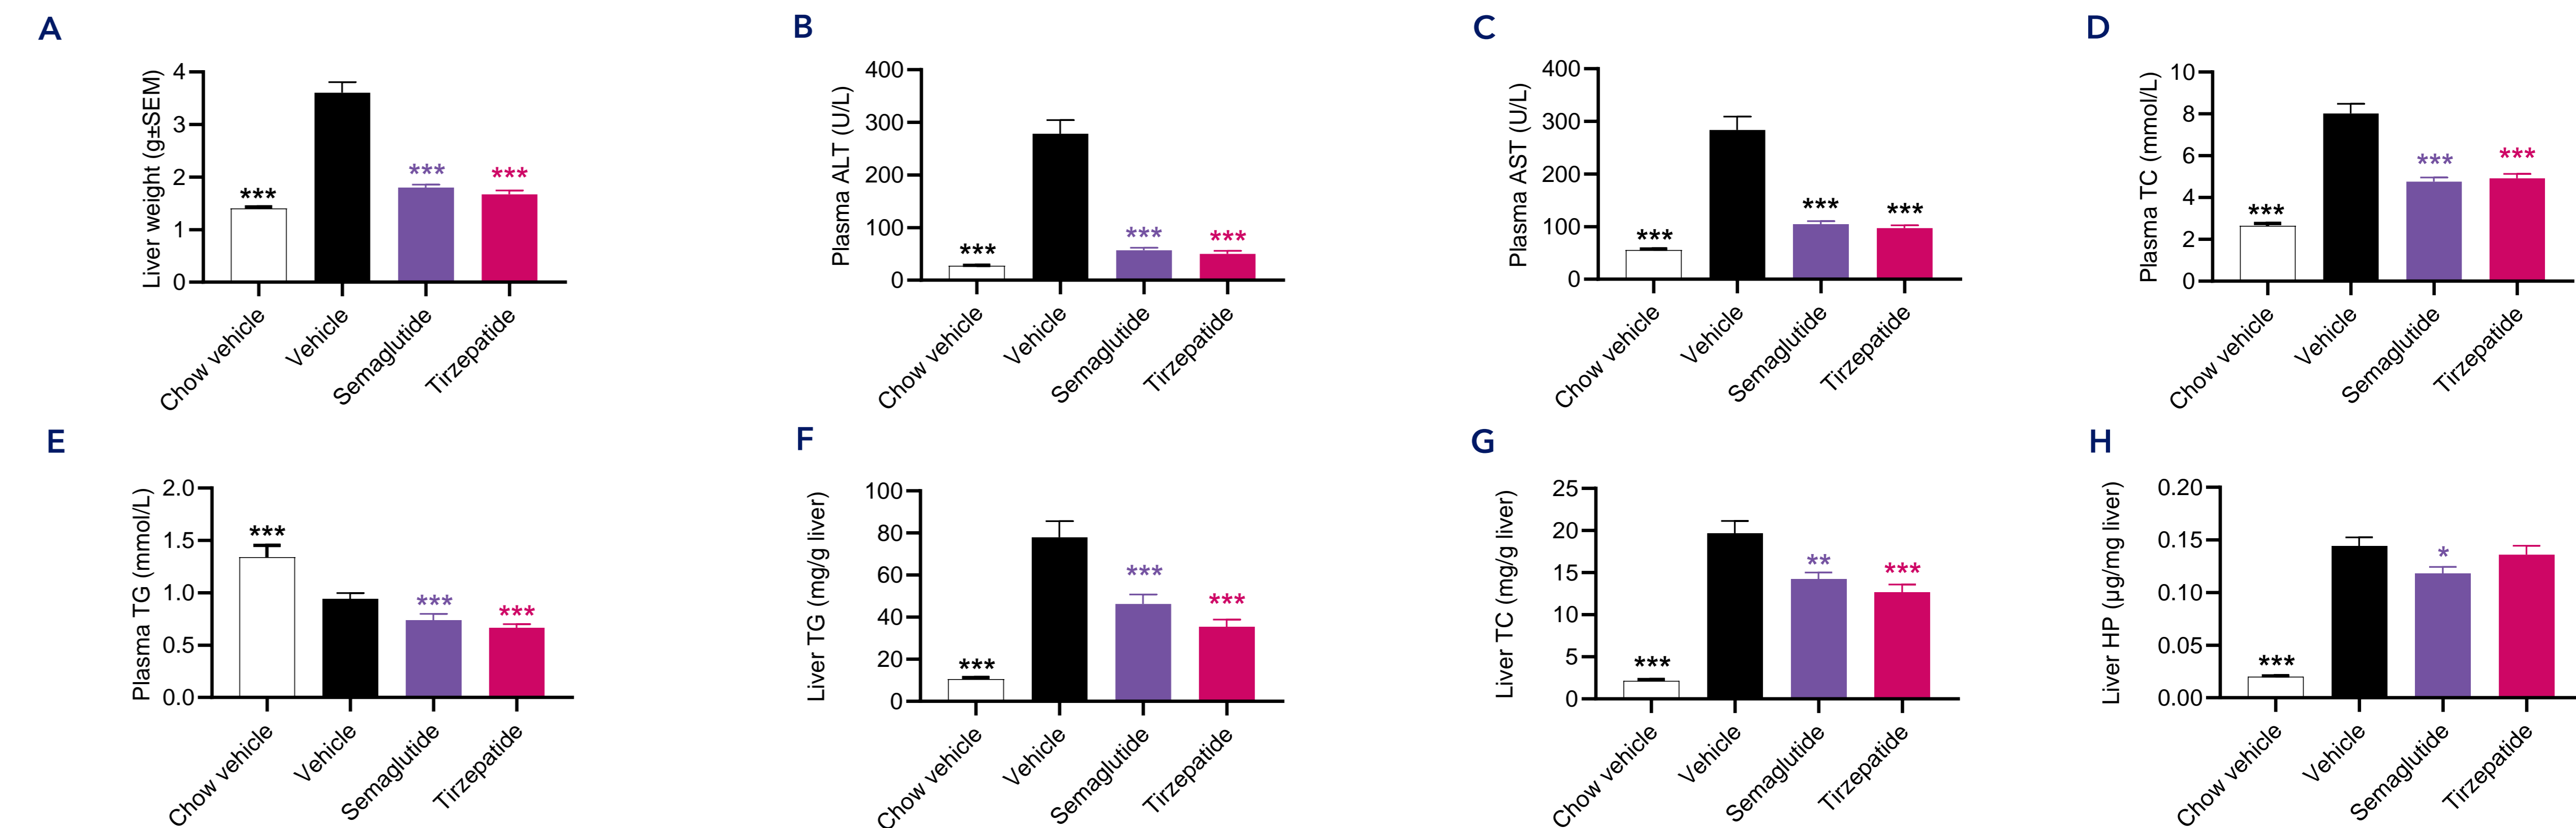 A
Liver weight (g±SEM)
4
3
2
1
0
***
***
***
Chow vehicle
Vehicle
Semaglutide
Tirzepatide
B
Plasma ALT (U/L)
400
300
200
100
0
***
***
***
Chow vehicle
Vehicle
Semaglutide
Tirzepatide
C
Plasma AST (U/L)
400
300
200
100
0
***
***
***
Chow vehicle
Vehicle
Semaglutide
Tirzepatide
D
Plasma TC (mmol/L)
10
8
6
4
2
0
***
***
***
Chow vehicle
Vehicle
Semaglutide
Tirzepatide
E
Plasma TG (mmol/L)
2.0
1.5
1.0
0.5
0.0
***
***
***
Chow vehicle
Vehicle
Semaglutide
Tirzepatide
F
Liver TG (mg/g liver)
100
80
60
40
20
0
***
***
***
Chow vehicle
Vehicle
Semaglutide
Tirzepatide
G
Liver TC (mg/g liver)
25
20
15
10
5
0
***
**
***
Chow vehicle
Vehicle
Semaglutide
Tirzepatide
H
Liver HP (µg/mg liver)
0.20
0.15
0.10
0.05
0.00
***
*
Chow vehicle
Vehicle
Semaglutide
Tirzepatide